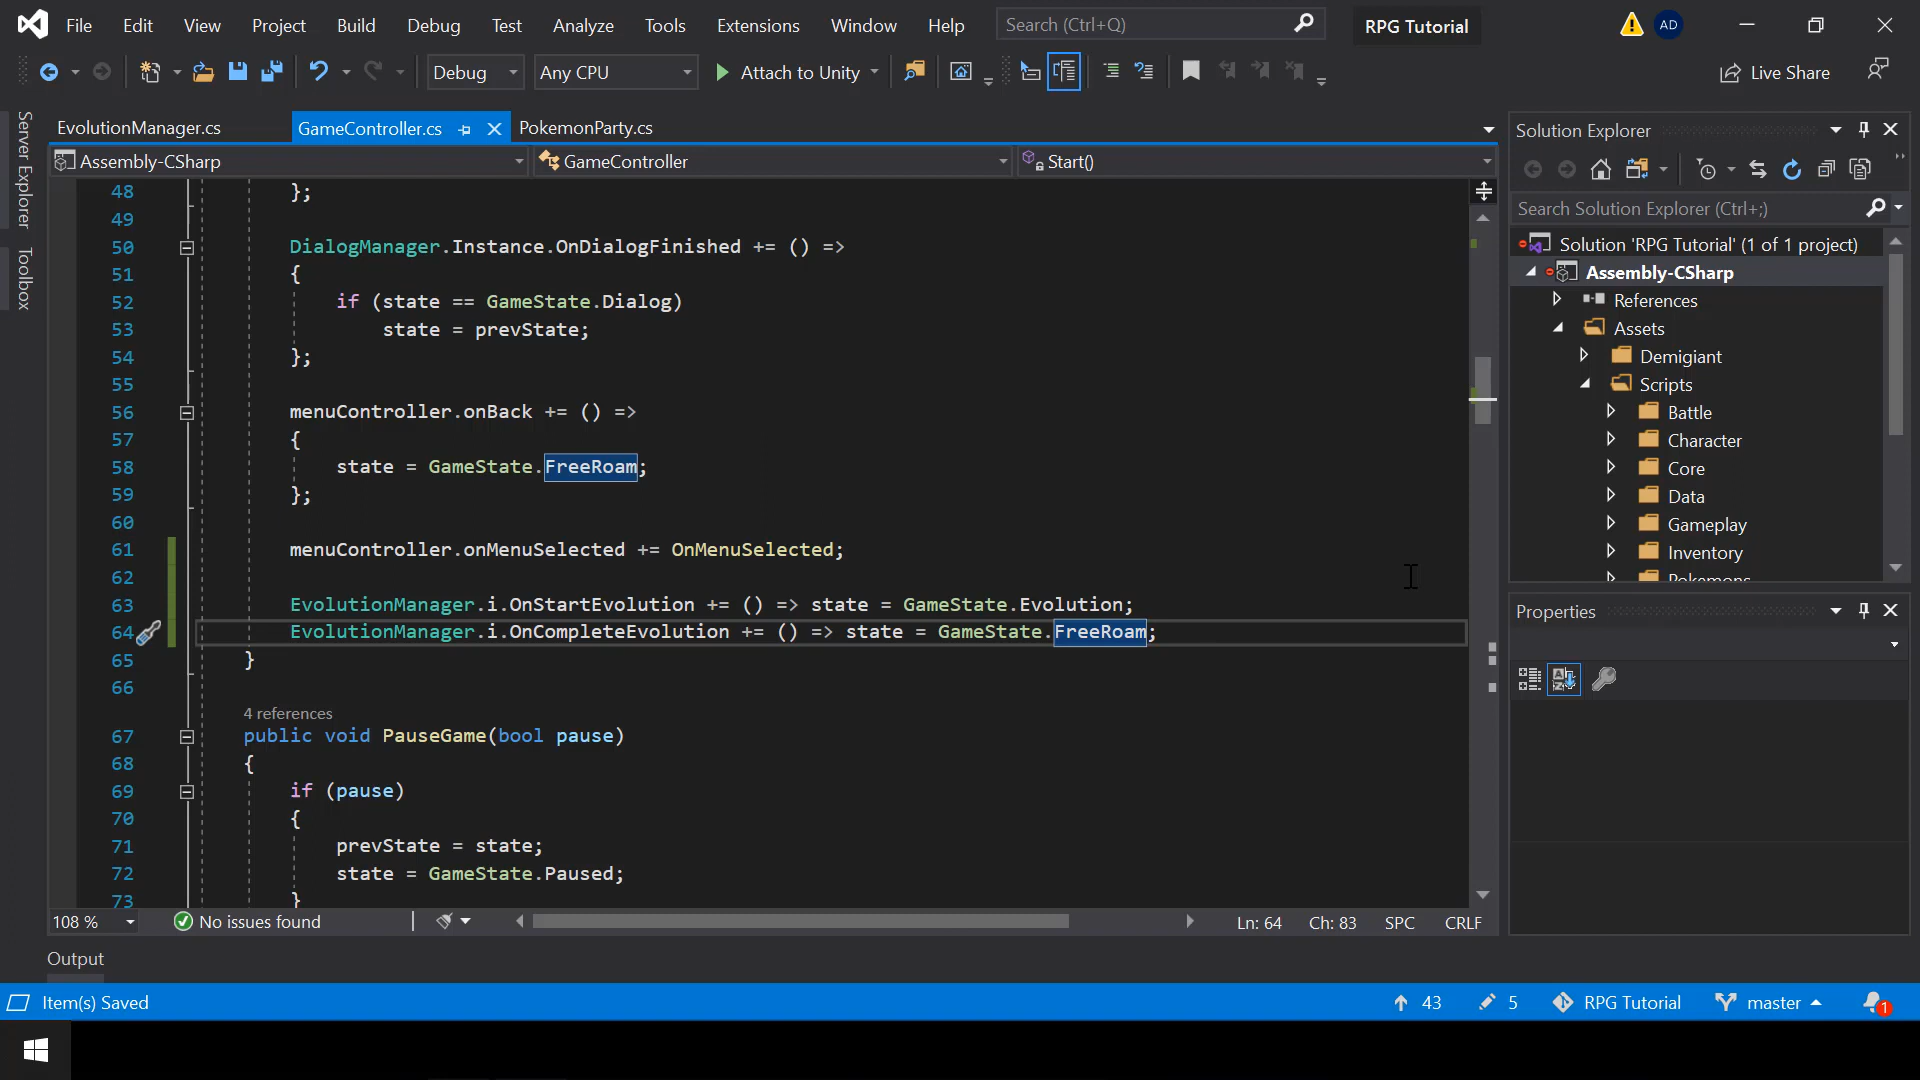 File Edit View Project Build Debug Test Analyze Tools Extensions Window Help Search (Ctrl+Q) RPG Tutorial AD
Debug Any CPU Attach to Unity Live Share
Server Explorer
Toolbox
EvolutionManager.cs GameController.cs PokemonParty.cs
Assembly-CSharp GameController Start()
48 };
49
50 DialogManager.Instance.OnDialogFinished += () =>
51 {
52 if (state == GameState.Dialog)
53 state = prevState;
54 };
55
56 menuController.onBack += () =>
57 {
58 state = GameState.FreeRoam;
59 };
60
61 menuController.onMenuSelected += OnMenuSelected;
62
63 EvolutionManager.i.OnStartEvolution += () => state = GameState.Evolution;
64 EvolutionManager.i.OnCompleteEvolution += () => state = GameState.FreeRoam;
65 }
66
4 references
67 public void PauseGame(bool pause)
68 {
69 if (pause)
70 {
71 prevState = state;
72 state = GameState.Paused;
73 }
108 % No issues found Ln: 64 Ch: 83 SPC CRLF
Output
Solution Explorer
Search Solution Explorer (Ctrl+;)
Solution 'RPG Tutorial' (1 of 1 project)
Assembly-CSharp
References
Assets
Demigiant
Scripts
Battle
Character
Core
Data
Gameplay
Inventory
Pokemons
Properties
Item(s) Saved 43 5 RPG Tutorial master 1